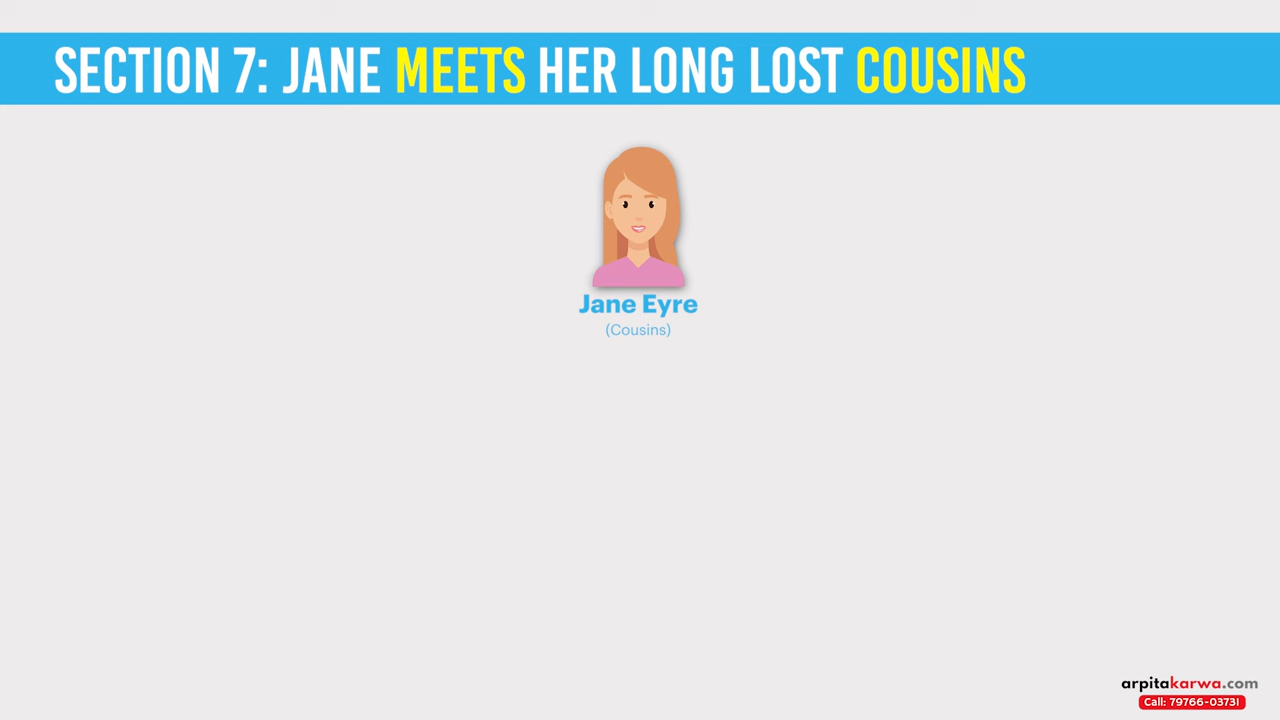 SECTION 7: JANE MEETS HER LONG LOST COUSINS
Jane Eyre
(Cousins)
arpitakarwa.com
Call: 79766-03731